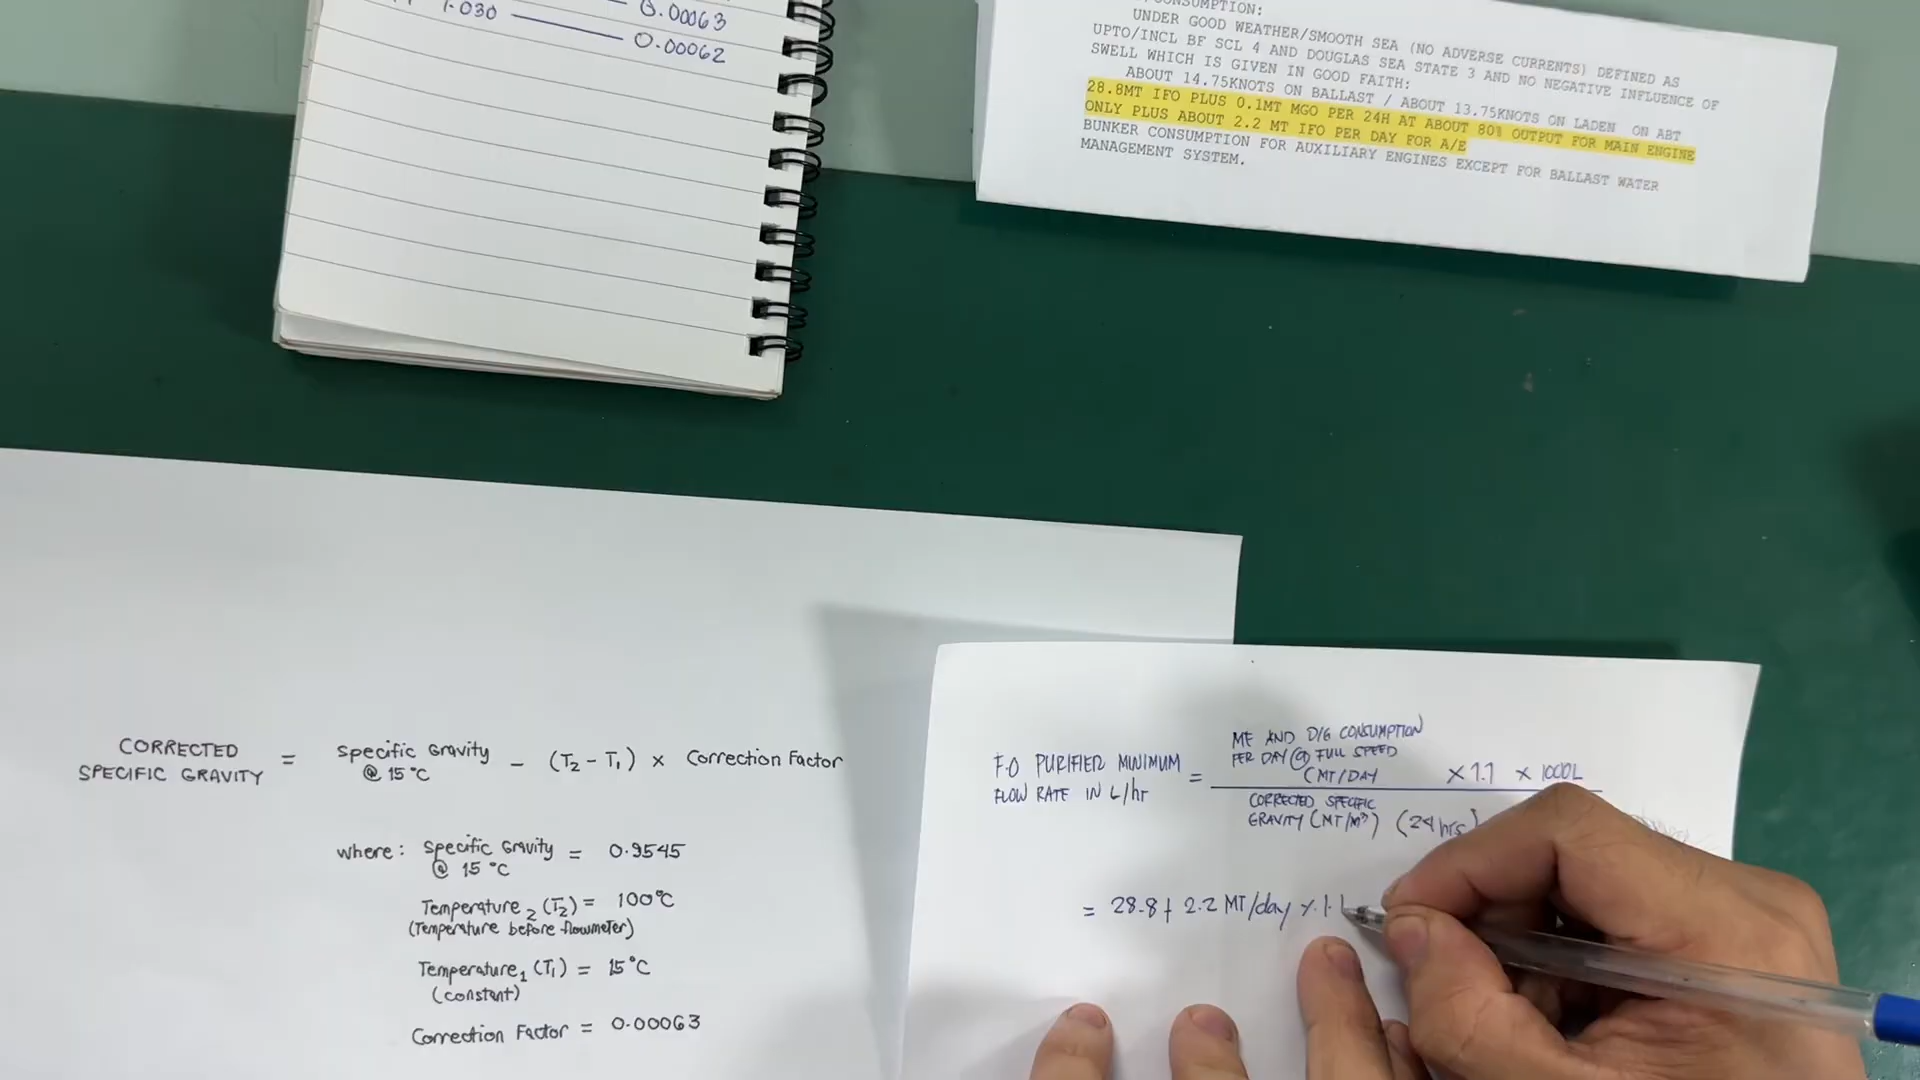 1.030 0.00063
0.00062
CONSUMPTION:
UNDER GOOD WEATHER/SMOOTH SEA (NO ADVERSE CURRENTS) DEFINED AS
UPTO/INCL BF SCL 4 AND DOUGLAS SEA STATE 3 AND NO NEGATIVE INFLUENCE OF
SWELL WHICH IS GIVEN IN GOOD FAITH:
ABOUT 14.75KNOTS ON BALLAST / ABOUT 13.75KNOTS ON LADEN ON ABT
28.8MT IFO PLUS 0.1MT MGO PER 24H AT ABOUT 80% OUTPUT FOR MAIN ENGINE
ONLY PLUS ABOUT 2.2 MT IFO PER DAY FOR A/E
BUNKER CONSUMPTION FOR AUXILIARY ENGINES EXCEPT FOR BALLAST WATER
MANAGEMENT SYSTEM.
CORRECTED SPECIFIC GRAVITY = Specific Gravity @ 15°C - (T2 - T1) × Correction Factor
where: Specific Gravity = 0.9545
@ 15°C
Temperature2 (T2) = 100°C
(Temperature before flowmeter)
Temperature1 (T1) = 15°C
(constant)
Correction Factor = 0.00063
ME AND D/G CONSUMPTION
PER DAY @ FULL SPEED
F.O PURIFIER MINIMUM
FLOW RATE IN L/hr = (MT/DAY × 1.1 × 1000L
CORRECTED SPECIFIC
GRAVITY (MT/M³) (24 hrs)
= 28.8 + 2.2 MT/day × 1.1